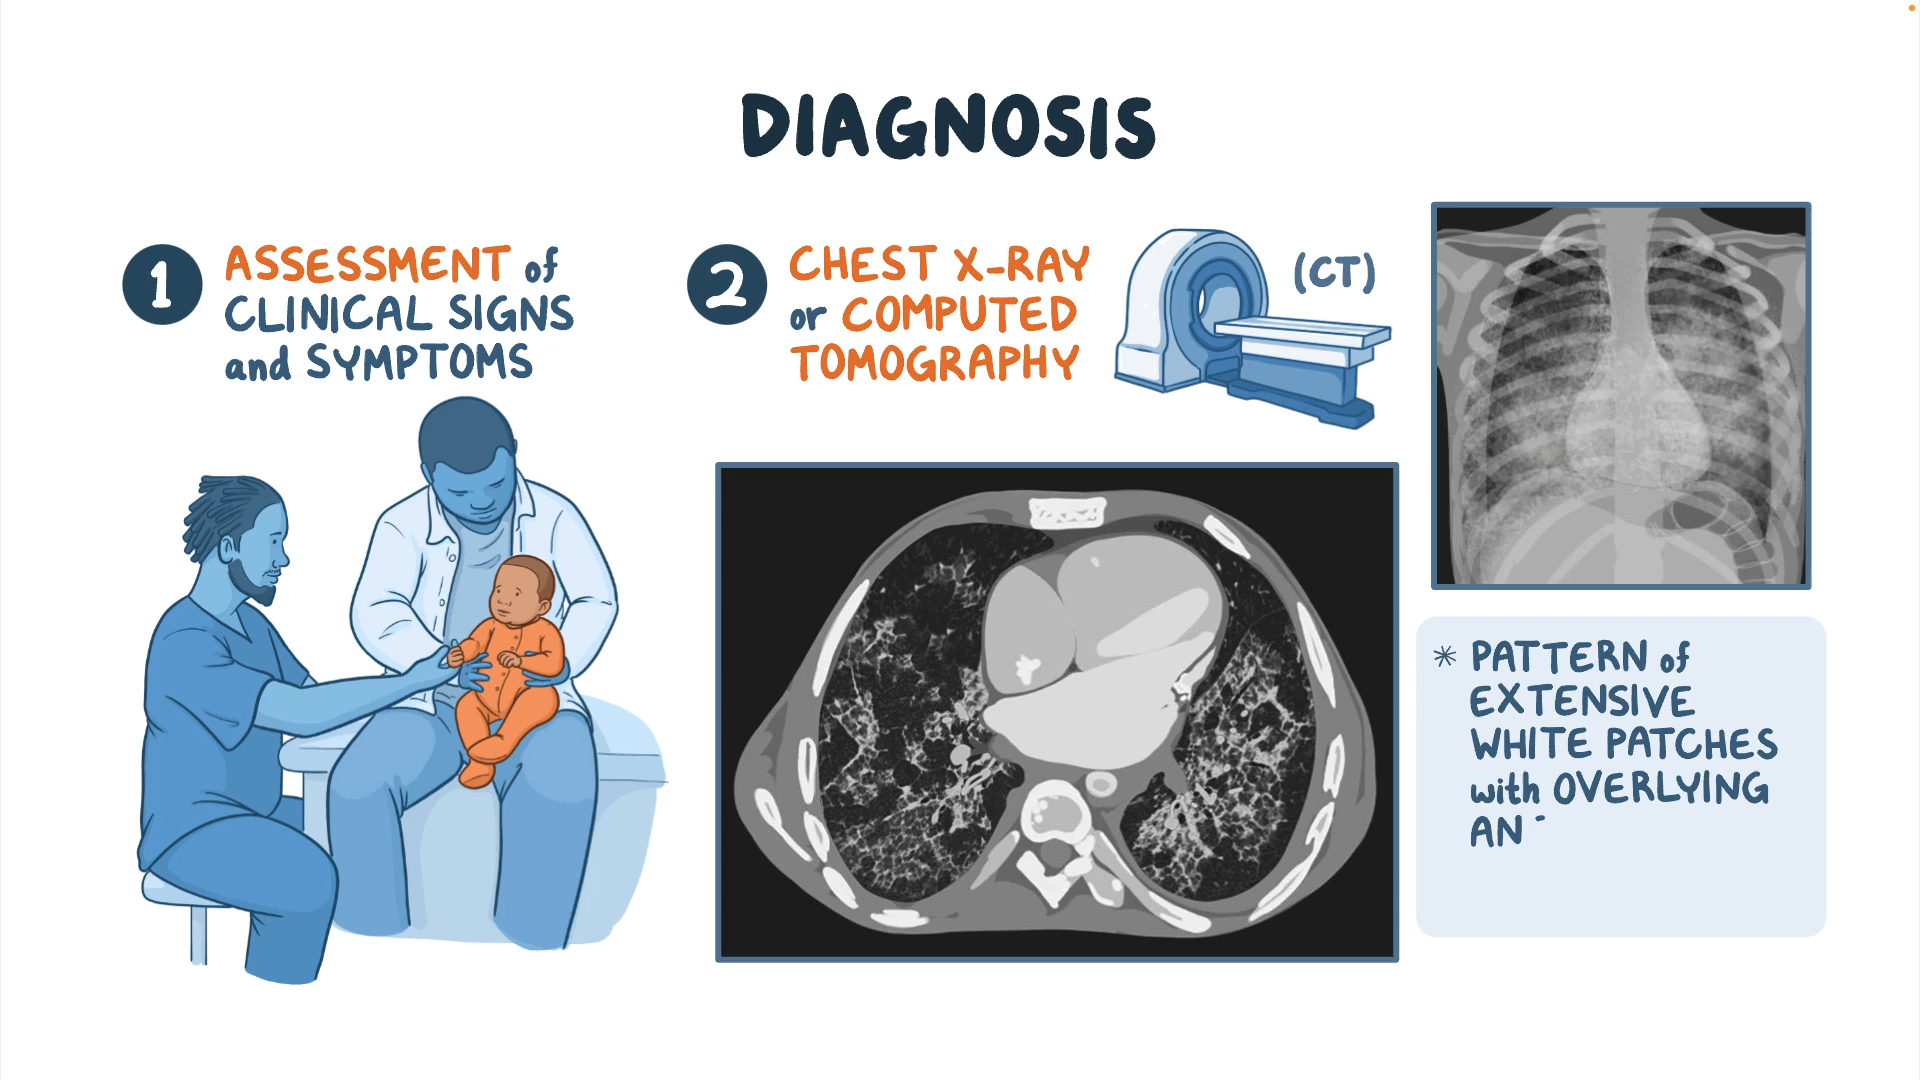 DIAGNOSIS
1
ASSESSMENT of
CLINICAL SIGNS
and SYMPTOMS
2
CHEST X-RAY
or COMPUTED
TOMOGRAPHY
(CT)
* PATTERN of
EXTENSIVE
WHITE PATCHES
with OVERLYING
AN